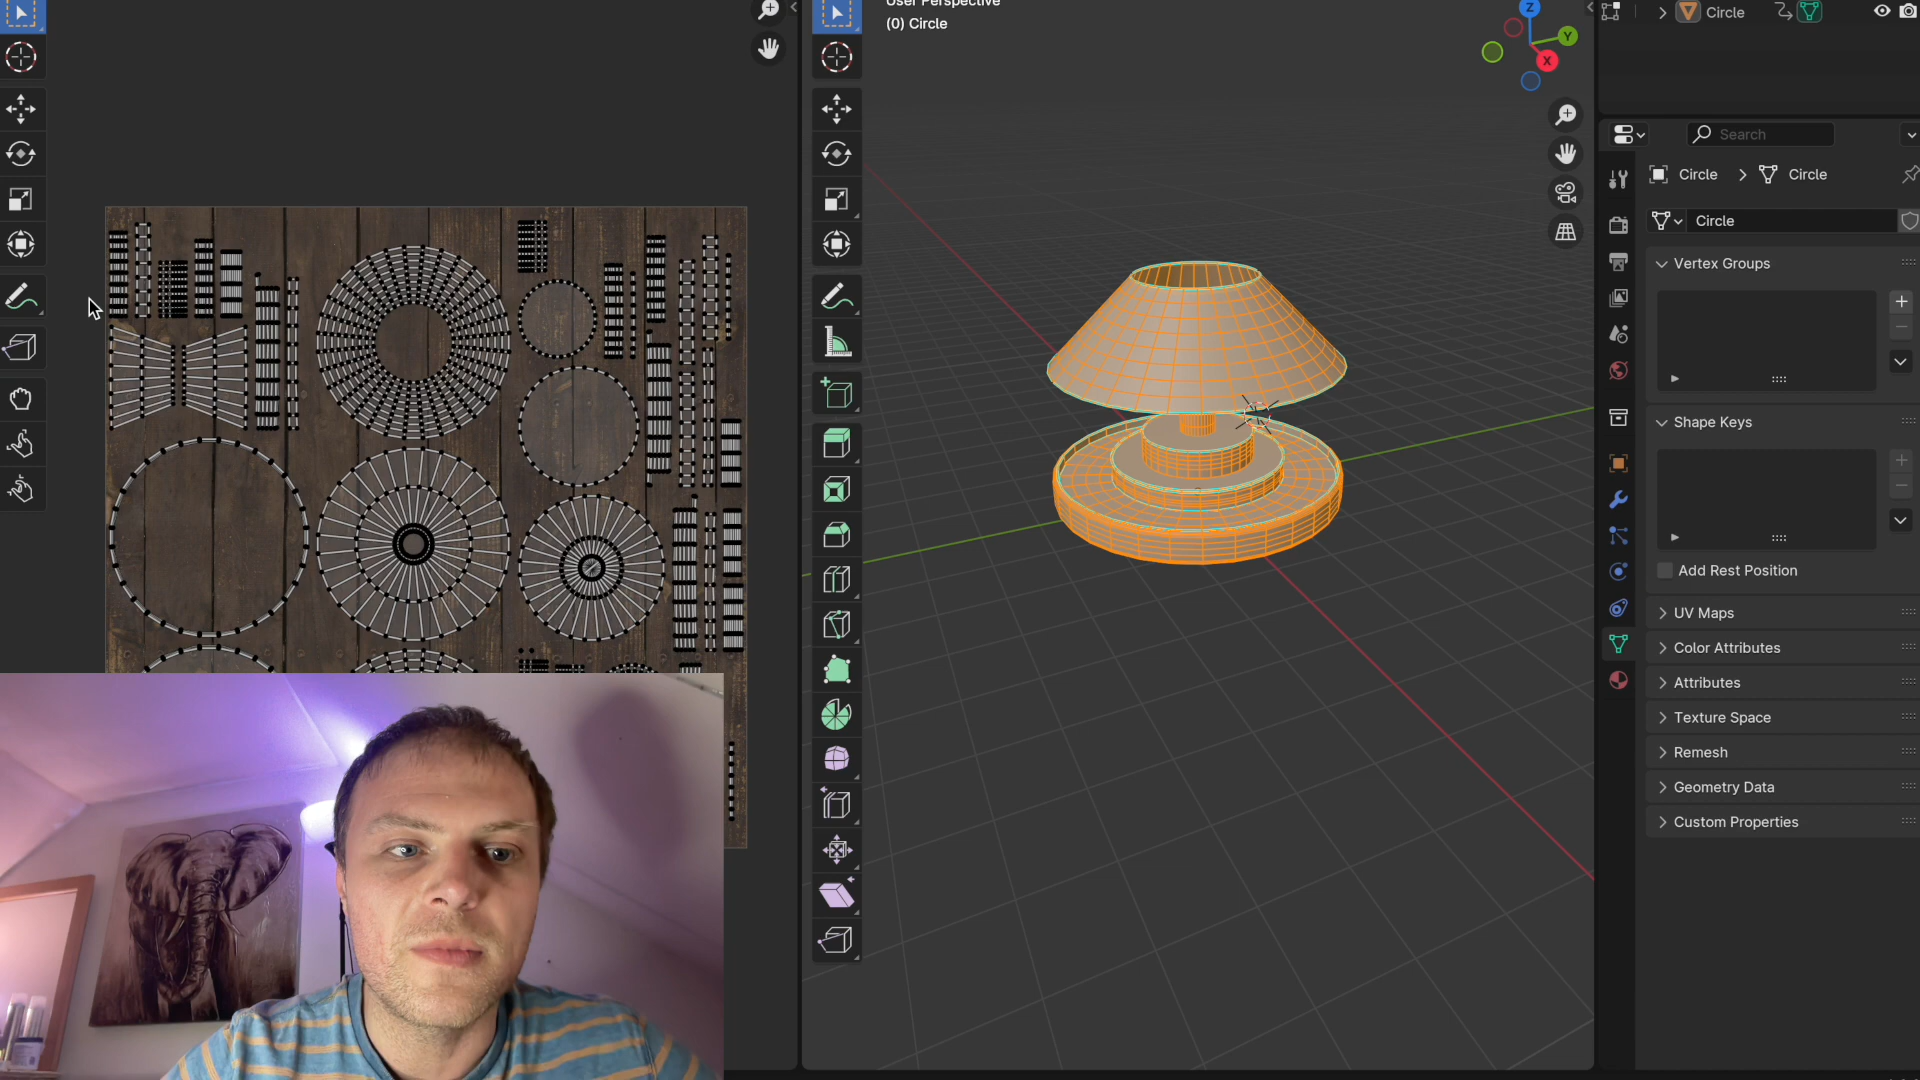 User Perspective
(0) Circle
Z
Y
X
Circle
Search
Circle
Circle
Circle
Vertex Groups
Shape Keys
Add Rest Position
UV Maps
Color Attributes
Attributes
Texture Space
Remesh
Geometry Data
Custom Properties